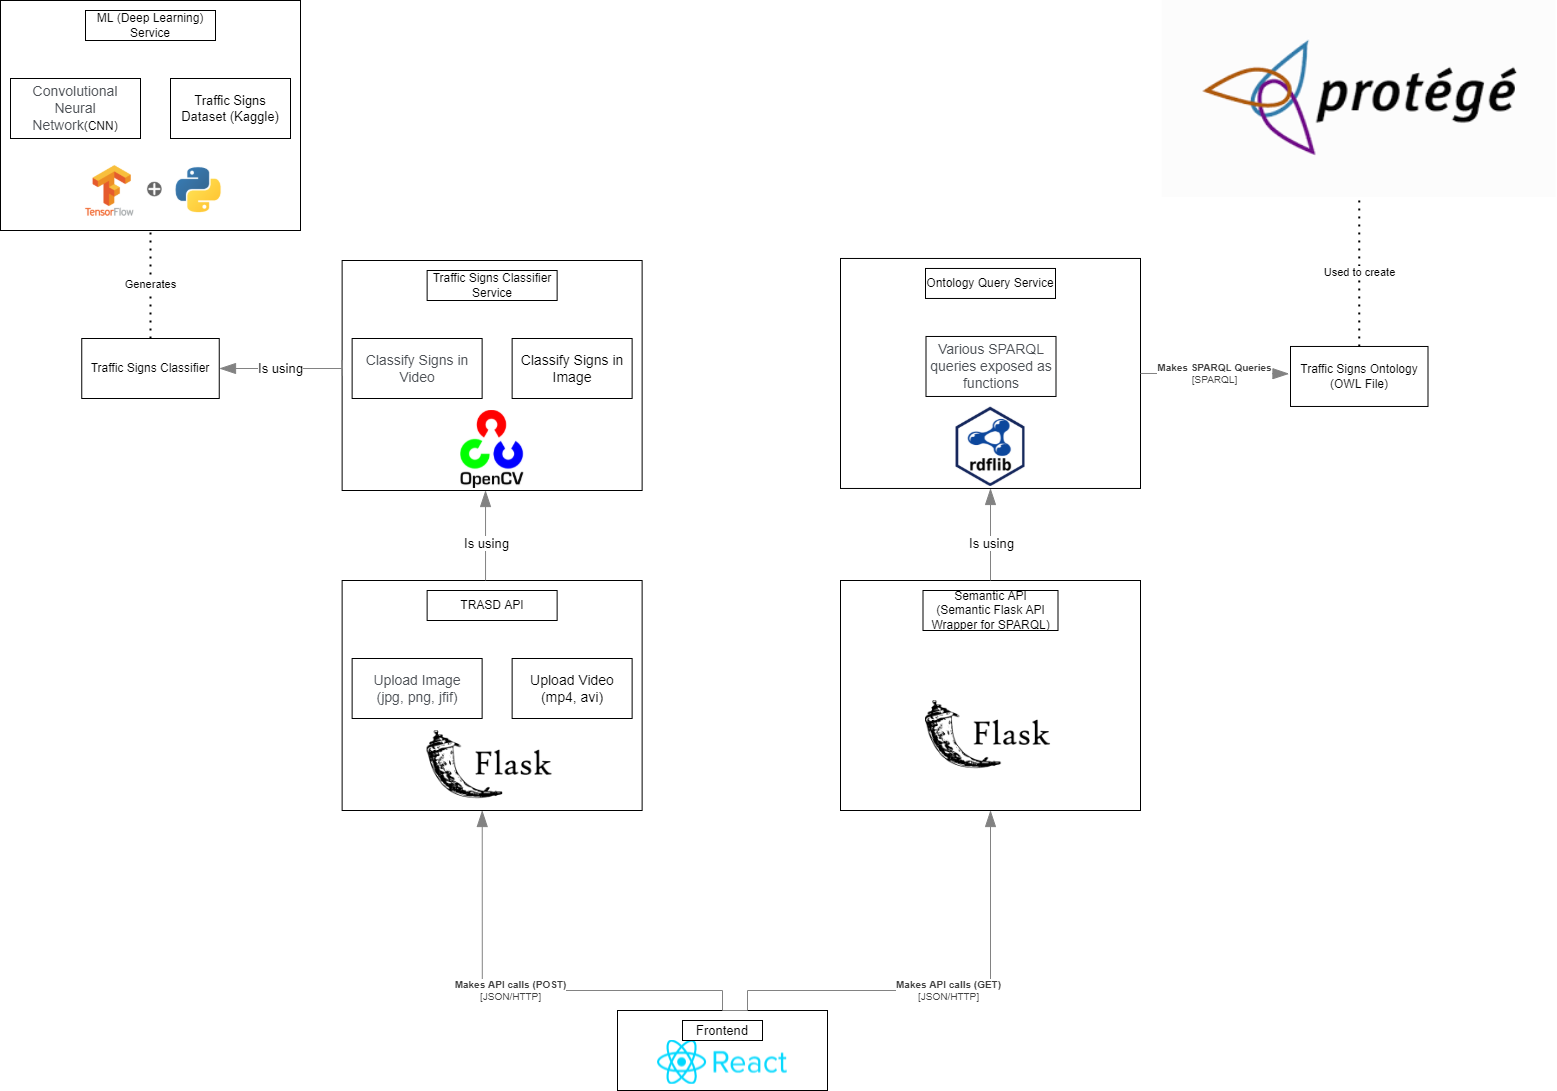 ML (Deep Learning)
Service
Convolutional
Neural
Network(CNN)
Traffic Signs
Dataset (Kaggle)
TensorFlow
protégé
Generates
Used to create
Traffic Signs Classifier
Is using
Traffic Signs Classifier
Service
Classify Signs in
Video
Classify Signs in
Image
OpenCV
Ontology Query Service
Various SPARQL
queries exposed as
functions
rdflib
Makes SPARQL Queries
[SPARQL]
Traffic Signs Ontology
(OWL File)
Is using
Is using
TRASD API
Upload Image
(jpg, png, jfif)
Upload Video
(mp4, avi)
Flask
Semantic API
(Semantic Flask API
Wrapper for SPARQL)
Flask
Makes API calls (POST)
[JSON/HTTP]
Makes API calls (GET)
[JSON/HTTP]
Frontend
React